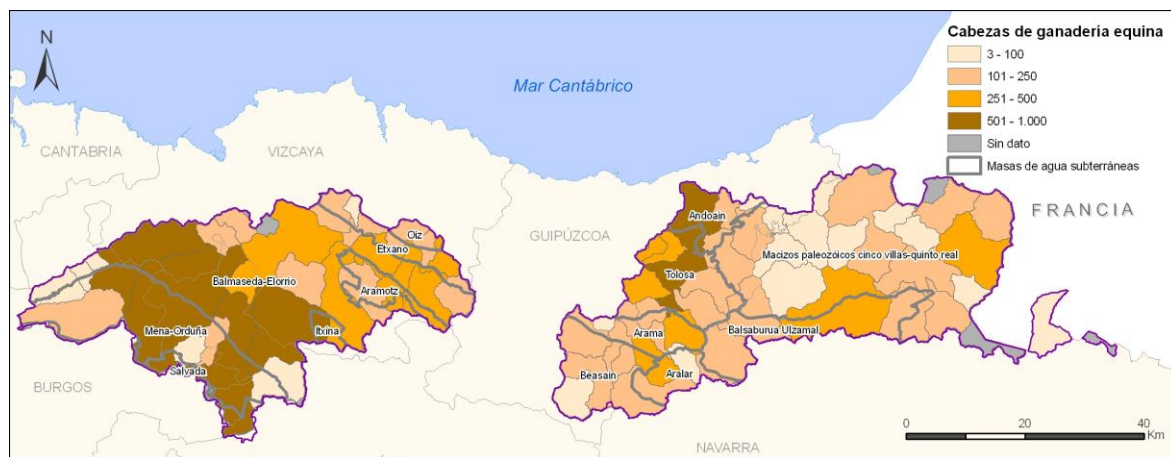 N
Mar Cantábrico
Cabezas de ganadería equina
3 - 100
101 - 250
251 - 500
501 - 1.000
Sin dato
Masas de agua subterráneas
CANTABRIA
VIZCAYA
GUIPÚZCOA
FRANCIA
BURGOS
NAVARRA
Andoain
Oiz
Etxano
Macizos paleozóicos cinco villas-quinto real
Tolosa
Balmaseda-Elorrio
Aramotz
Mena-Orduña
Itxina
Arama
Balsaburua Ulzamal
Salvada
Beasain
Aralar
0 20 40
Km